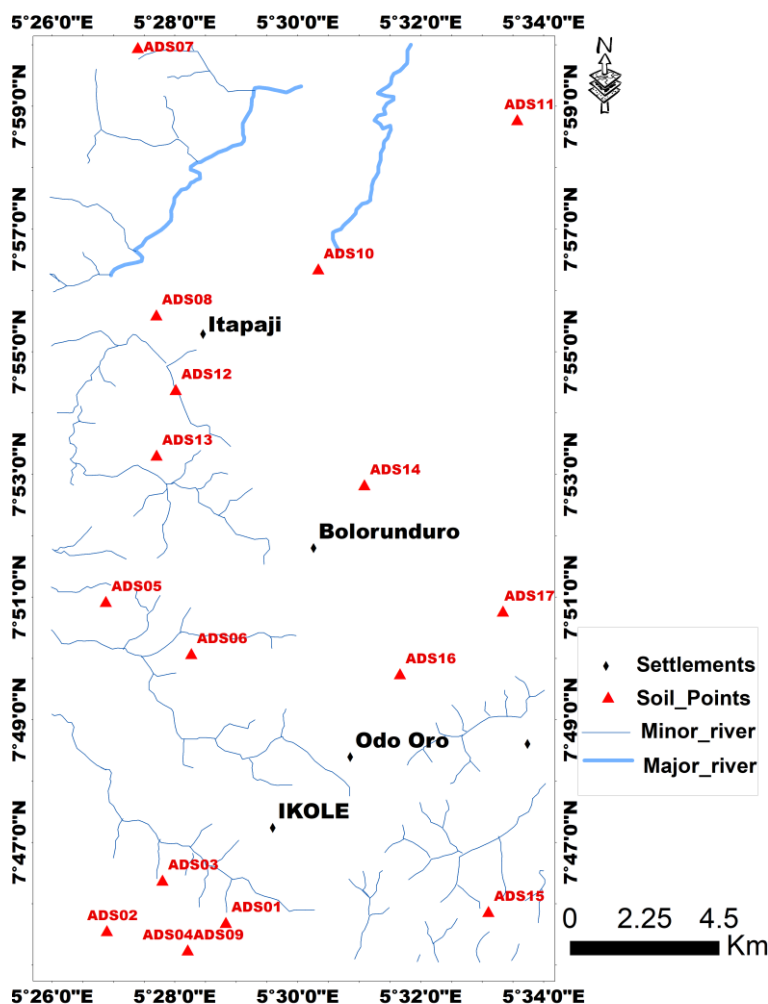 5°26'0"E 5°28'0"E 5°30'0"E 5°32'0"E 5°34'0"E
N
ADS07
7°59'0"N 7°59'0"N
ADS11
7°57'0"N 7°57'0"N
ADS10
ADS08
Itapaji
7°55'0"N 7°55'0"N
ADS12
ADS13
7°53'0"N 7°53'0"N
ADS14
Bolorunduro
7°51'0"N 7°51'0"N
ADS05
ADS17
ADS06
ADS16
7°49'0"N 7°49'0"N
Odo Oro
IKOLE
7°47'0"N 7°47'0"N
ADS03
ADS15
ADS02
ADS01
ADS04ADS09
5°26'0"E 5°28'0"E 5°30'0"E 5°32'0"E 5°34'0"E
Settlements
Soil_Points
Minor_river
Major_river
0 2.25 4.5
Km